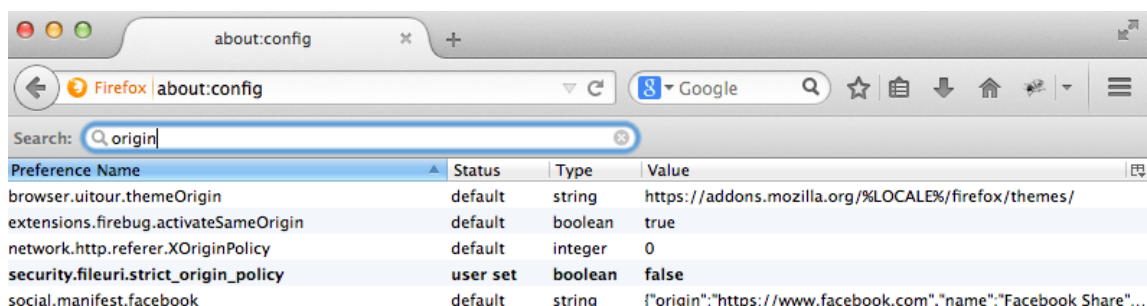 about:config
Firefox about:config Google
Search: origin
Preference Name Status Type Value
browser.uitour.themeOrigin default string https://addons.mozilla.org/%LOCALE%/firefox/themes/
extensions.firebug.activateSameOrigin default boolean true
network.http.referer.XOriginPolicy default integer 0
security.fileuri.strict_origin_policy user set boolean false
social.manifest.facebook default string {"origin":"https://www.facebook.com","name":"Facebook Share"...